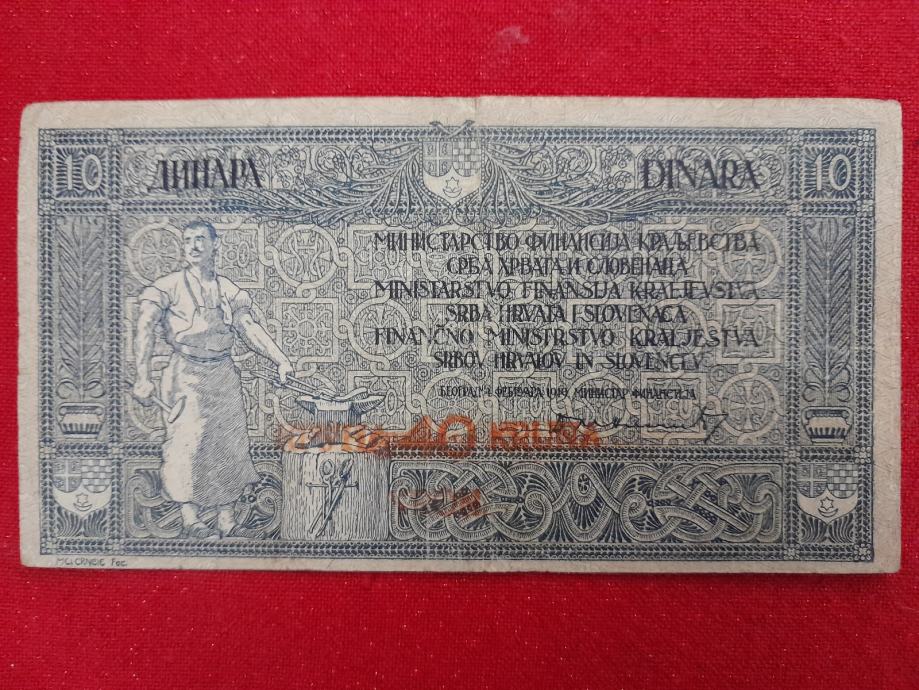 10 ДИНАРА DINARA 10
МИНИСТАРСТВО ФИНАНСИЈА КРАЉЕВСТВА
СРБА ХРВАТА И СЛОВЕНАЦА
MINISTARSTVO FINANSIJA KRALJEVSTVA
SRBA HRVATA I SLOVENACA
FINANČNO MINISTRSTVO KRALJESTVA
SRBOV HRVATOV IN SLOVENCEV
БЕОГРАД 1. ФЕБРУАРА 1919. МИНИСТАР ФИНАНСИЈА
40